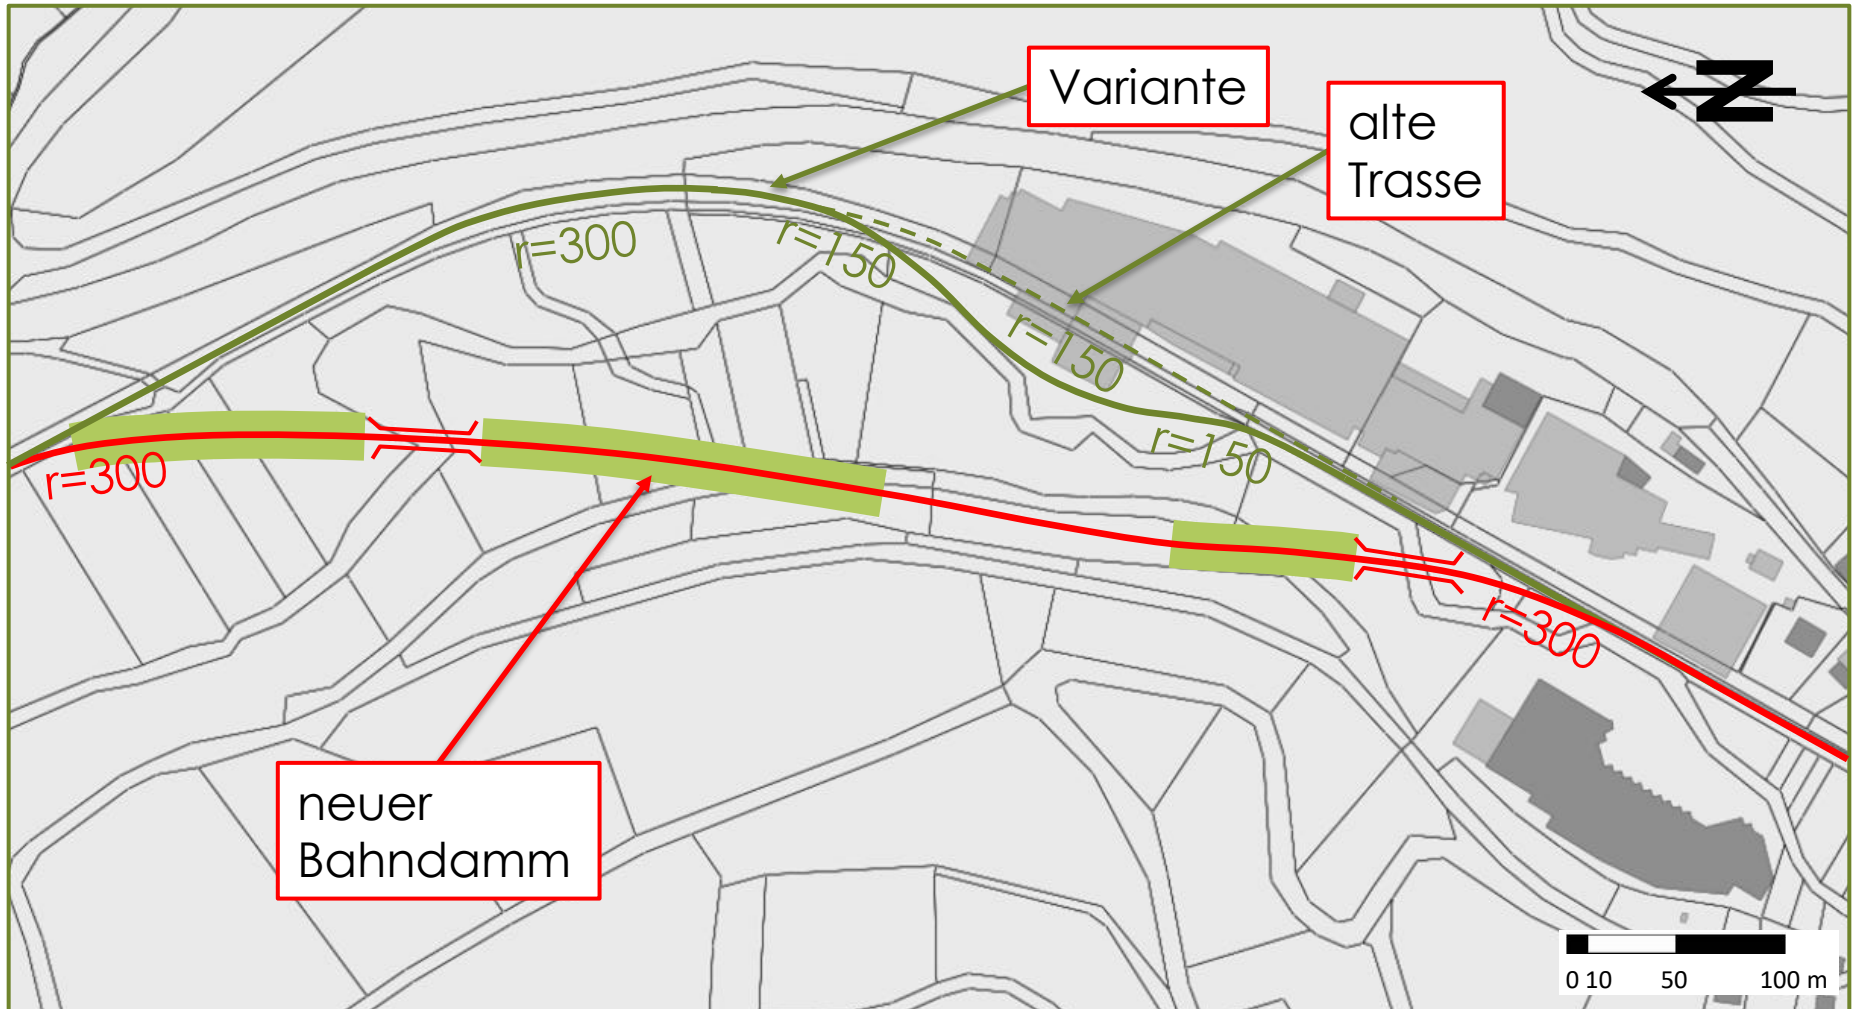 Variante
alte
Trasse
N
r=300
r=150
r=150
r=150
r=300
r=300
neuer
Bahndamm
0 10 50 100 m